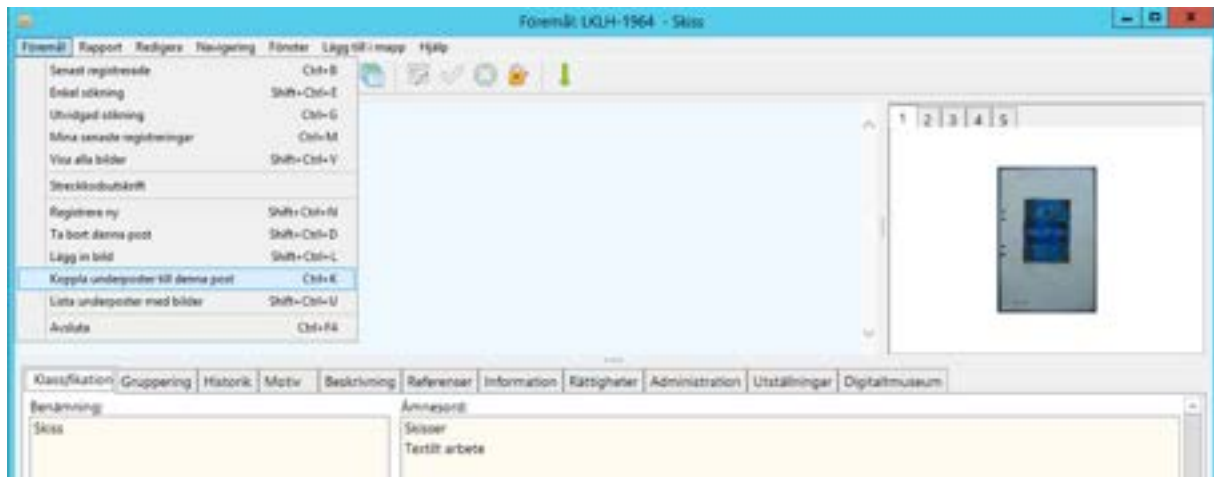 Föremål: LKLH-1964 - Skiss
Föremål Rapport Redigera Navigering Fönster Lägg till i mapp Hjälp
Senast registrerade Ctrl+B
Enkel sökning Shift+Ctrl+E
Utvidgad sökning Ctrl+G
Mina senaste registreringar Ctrl+M
Visa alla bilder Shift+Ctrl+V
Streckkodsutskrift
Registrera ny Shift+Ctrl+N
Ta bort denna post Shift+Ctrl+D
Lägg in bild Shift+Ctrl+L
Koppla underposter till denna post Ctrl+K
Lista underposter med bilder Shift+Ctrl+U
Avsluta Ctrl+F4
1 2 3 4 5
Klassifikation Gruppering Historik Motiv Beskrivning Referenser Information Rättigheter Administration Utställningar Digitaltmuseum
Benämning: Ämnesord:
Skiss Skisser
Textilt arbete